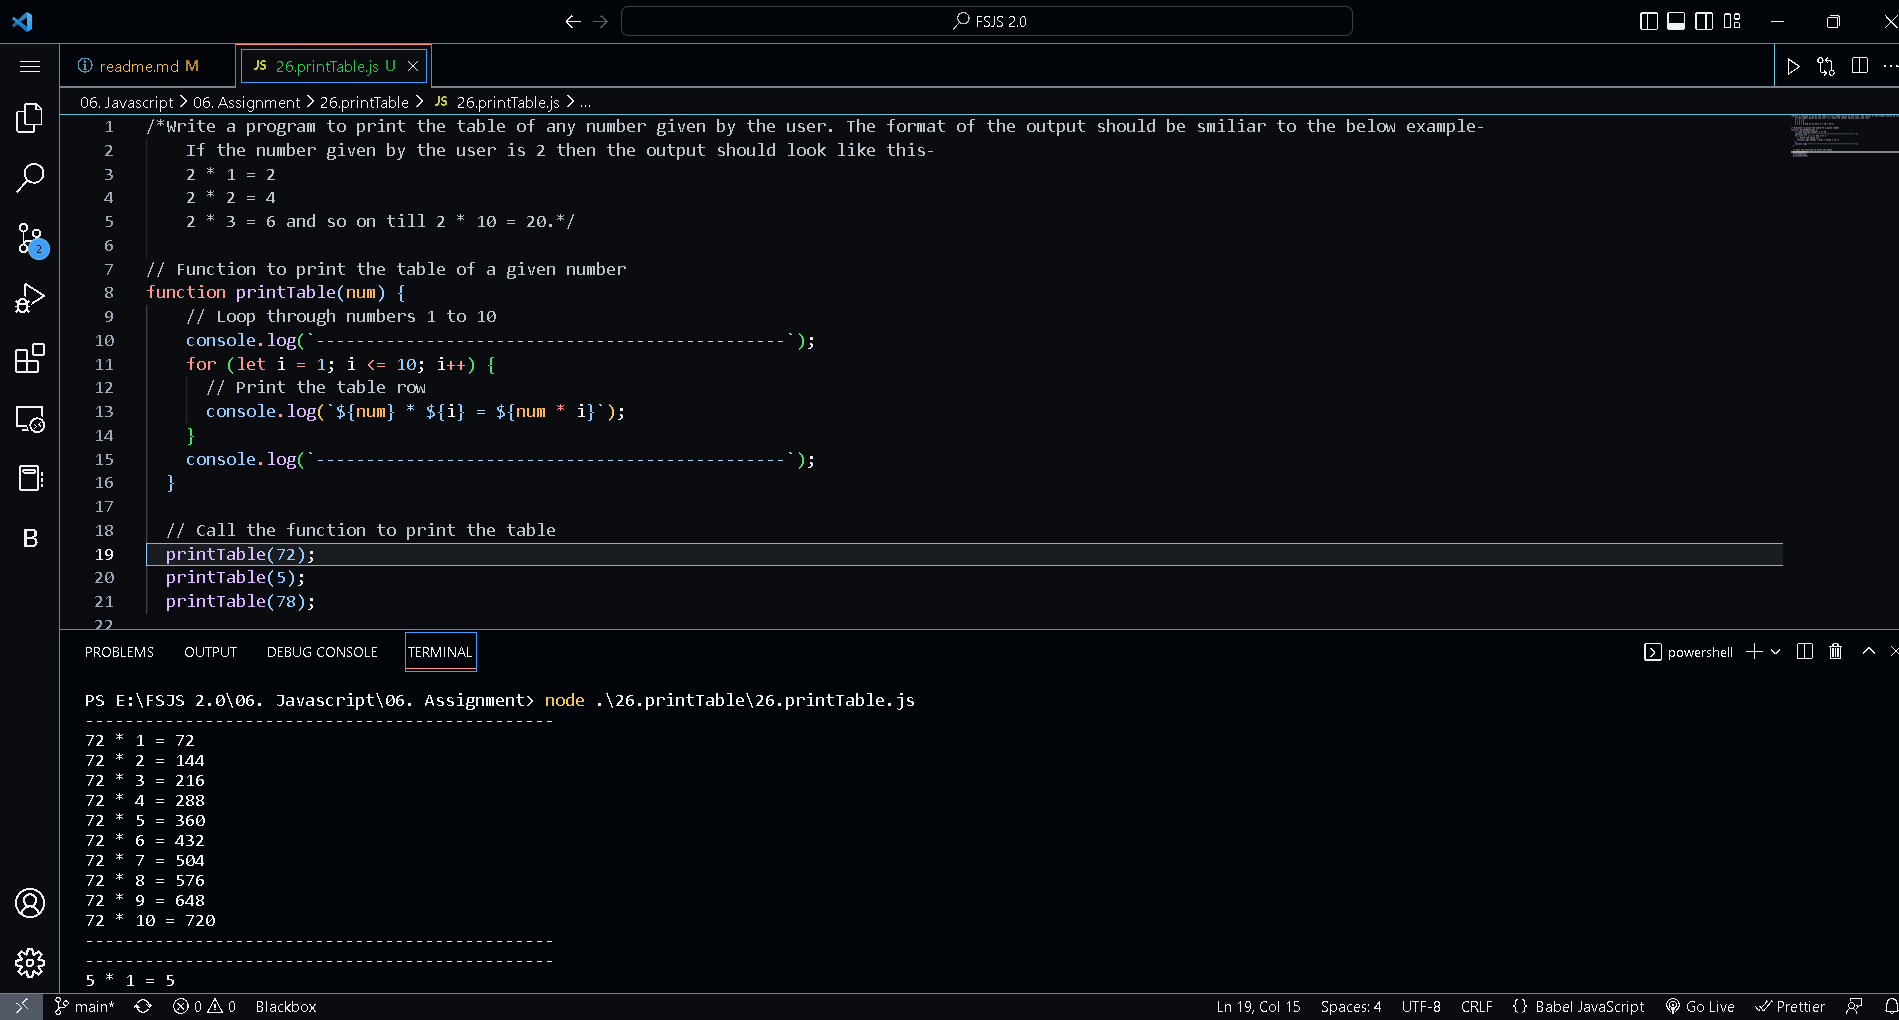 FSJS 2.0
readme.md M
JS 26.printTable.js U
06. Javascript > 06. Assignment > 26.printTable > JS 26.printTable.js > ...
1 /*Write a program to print the table of any number given by the user. The format of the output should be smiliar to the below example-
2 If the number given by the user is 2 then the output should look like this-
3 2 * 1 = 2
4 2 * 2 = 4
5 2 * 3 = 6 and so on till 2 * 10 = 20.*/
6
7 // Function to print the table of a given number
8 function printTable(num) {
9 // Loop through numbers 1 to 10
10 console.log(`-----------------------------------------------`);
11 for (let i = 1; i <= 10; i++) {
12 // Print the table row
13 console.log(`${num} * ${i} = ${num * i}`);
14 }
15 console.log(`-----------------------------------------------`);
16 }
17
18 // Call the function to print the table
19 printTable(72);
20 printTable(5);
21 printTable(78);
22
PROBLEMS OUTPUT DEBUG CONSOLE TERMINAL powershell
PS E:\FSJS 2.0\06. Javascript\06. Assignment> node .\26.printTable\26.printTable.js
-----------------------------------------------
72 * 1 = 72
72 * 2 = 144
72 * 3 = 216
72 * 4 = 288
72 * 5 = 360
72 * 6 = 432
72 * 7 = 504
72 * 8 = 576
72 * 9 = 648
72 * 10 = 720
-----------------------------------------------
-----------------------------------------------
5 * 1 = 5
2
B
main* 0 0 Blackbox Ln 19, Col 15 Spaces: 4 UTF-8 CRLF {} Babel JavaScript Go Live Prettier